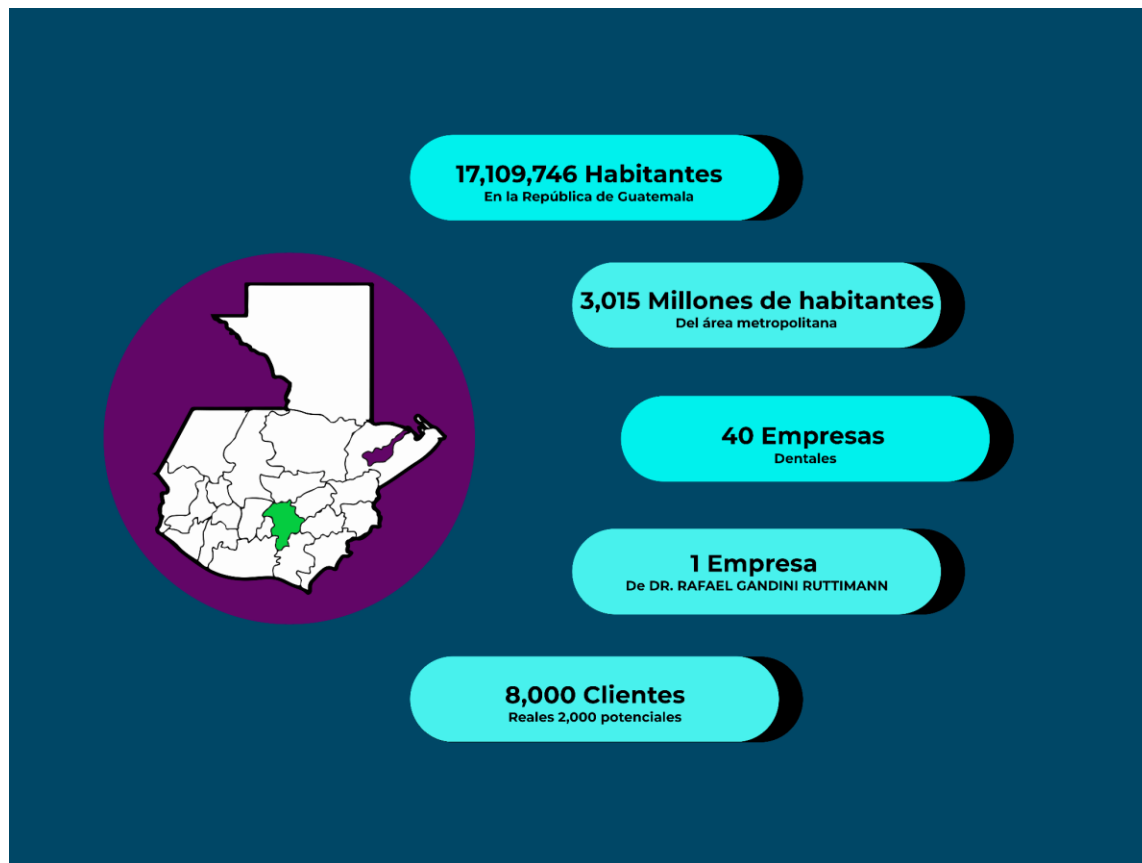 17,109,746 Habitantes
En la República de Guatemala
3,015 Millones de habitantes
Del área metropolitana
40 Empresas
Dentales
1 Empresa
De DR. RAFAEL GANDINI RUTTIMANN
8,000 Clientes
Reales 2,000 potenciales